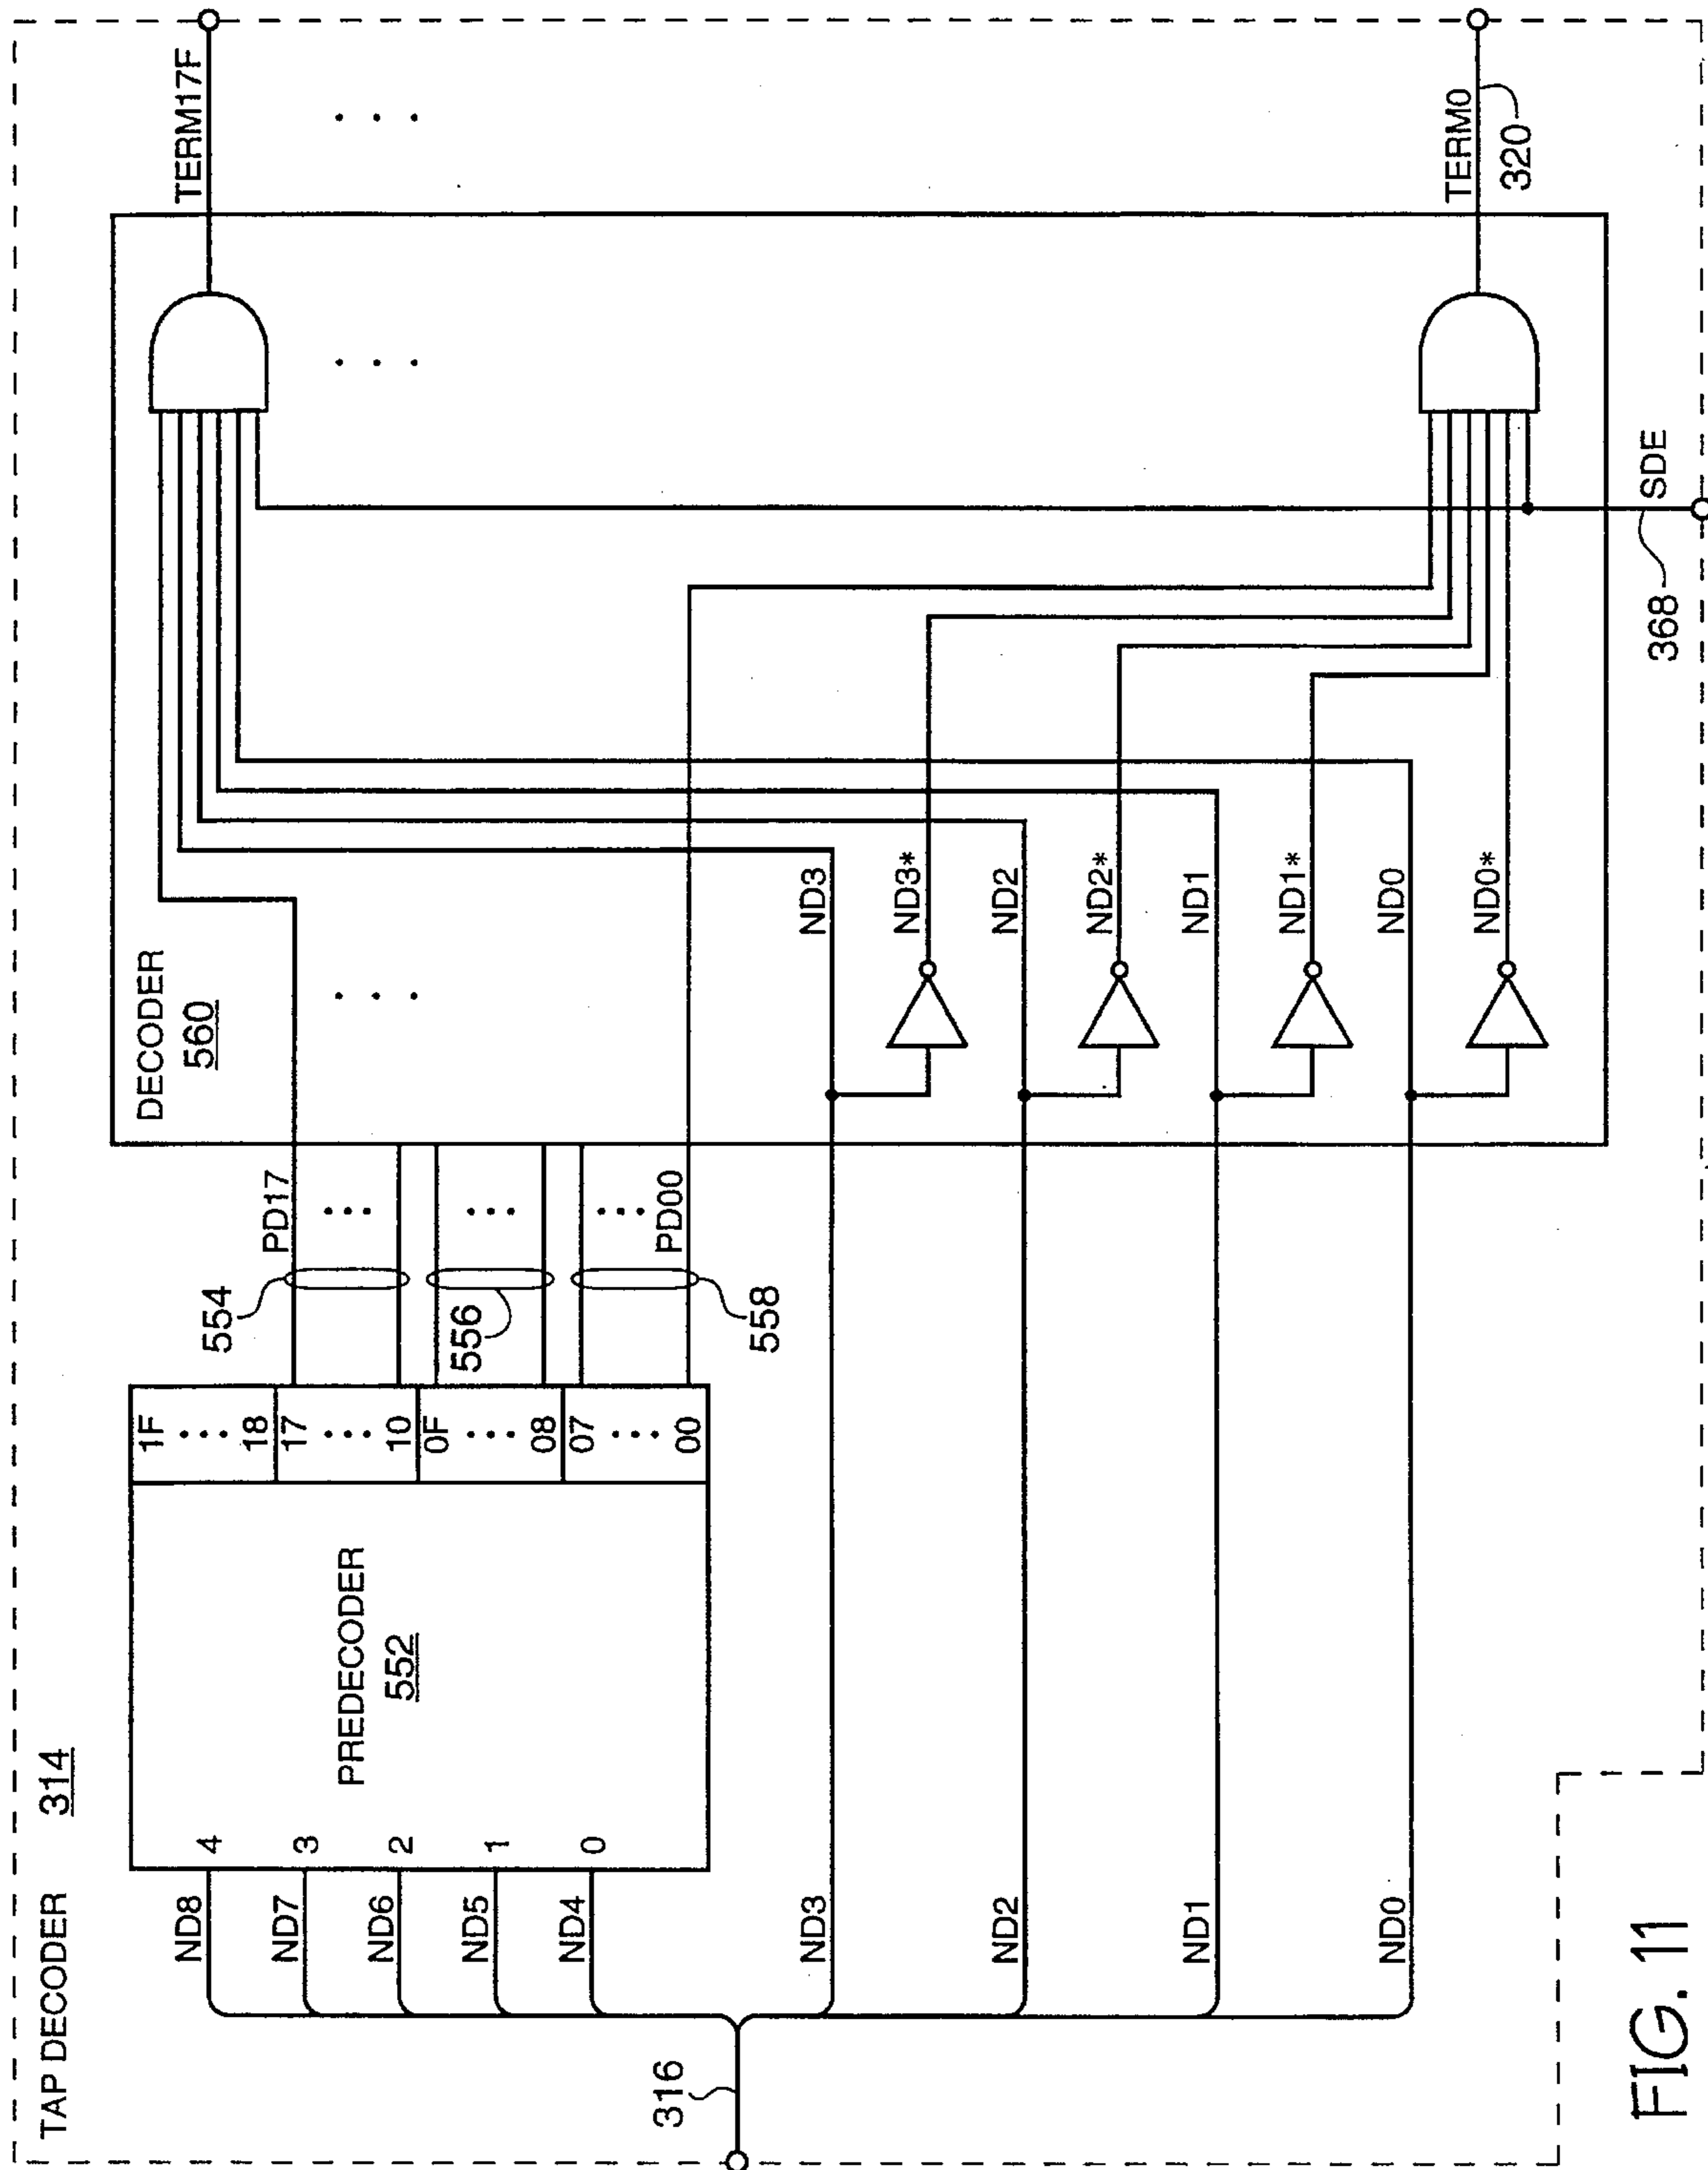 TAP DECODER 314
ND8
ND7
ND6
ND5
ND4
ND3
ND2
ND1
ND0
316
4
3
2
1
0
PREDECODER
552
1F
18
17
10
0F
08
07
00
554
556
558
PD17
PD00
DECODER
560
ND3
ND3*
ND2
ND2*
ND1
ND1*
ND0
ND0*
TERM17F
TERM0
320
368
SDE
FIG. 11